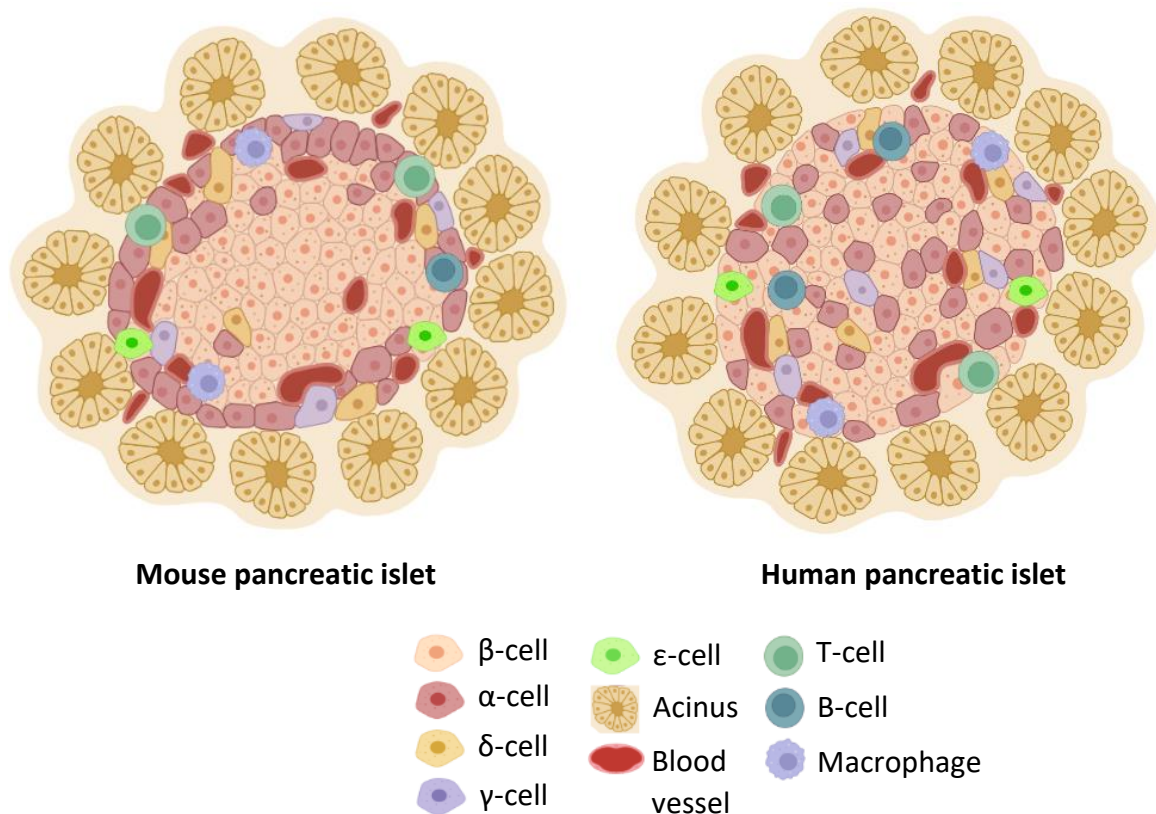 Mouse pancreatic islet
Human pancreatic islet
β-cell
α-cell
δ-cell
γ-cell
ε-cell
Acinus
Blood
vessel
T-cell
B-cell
Macrophage